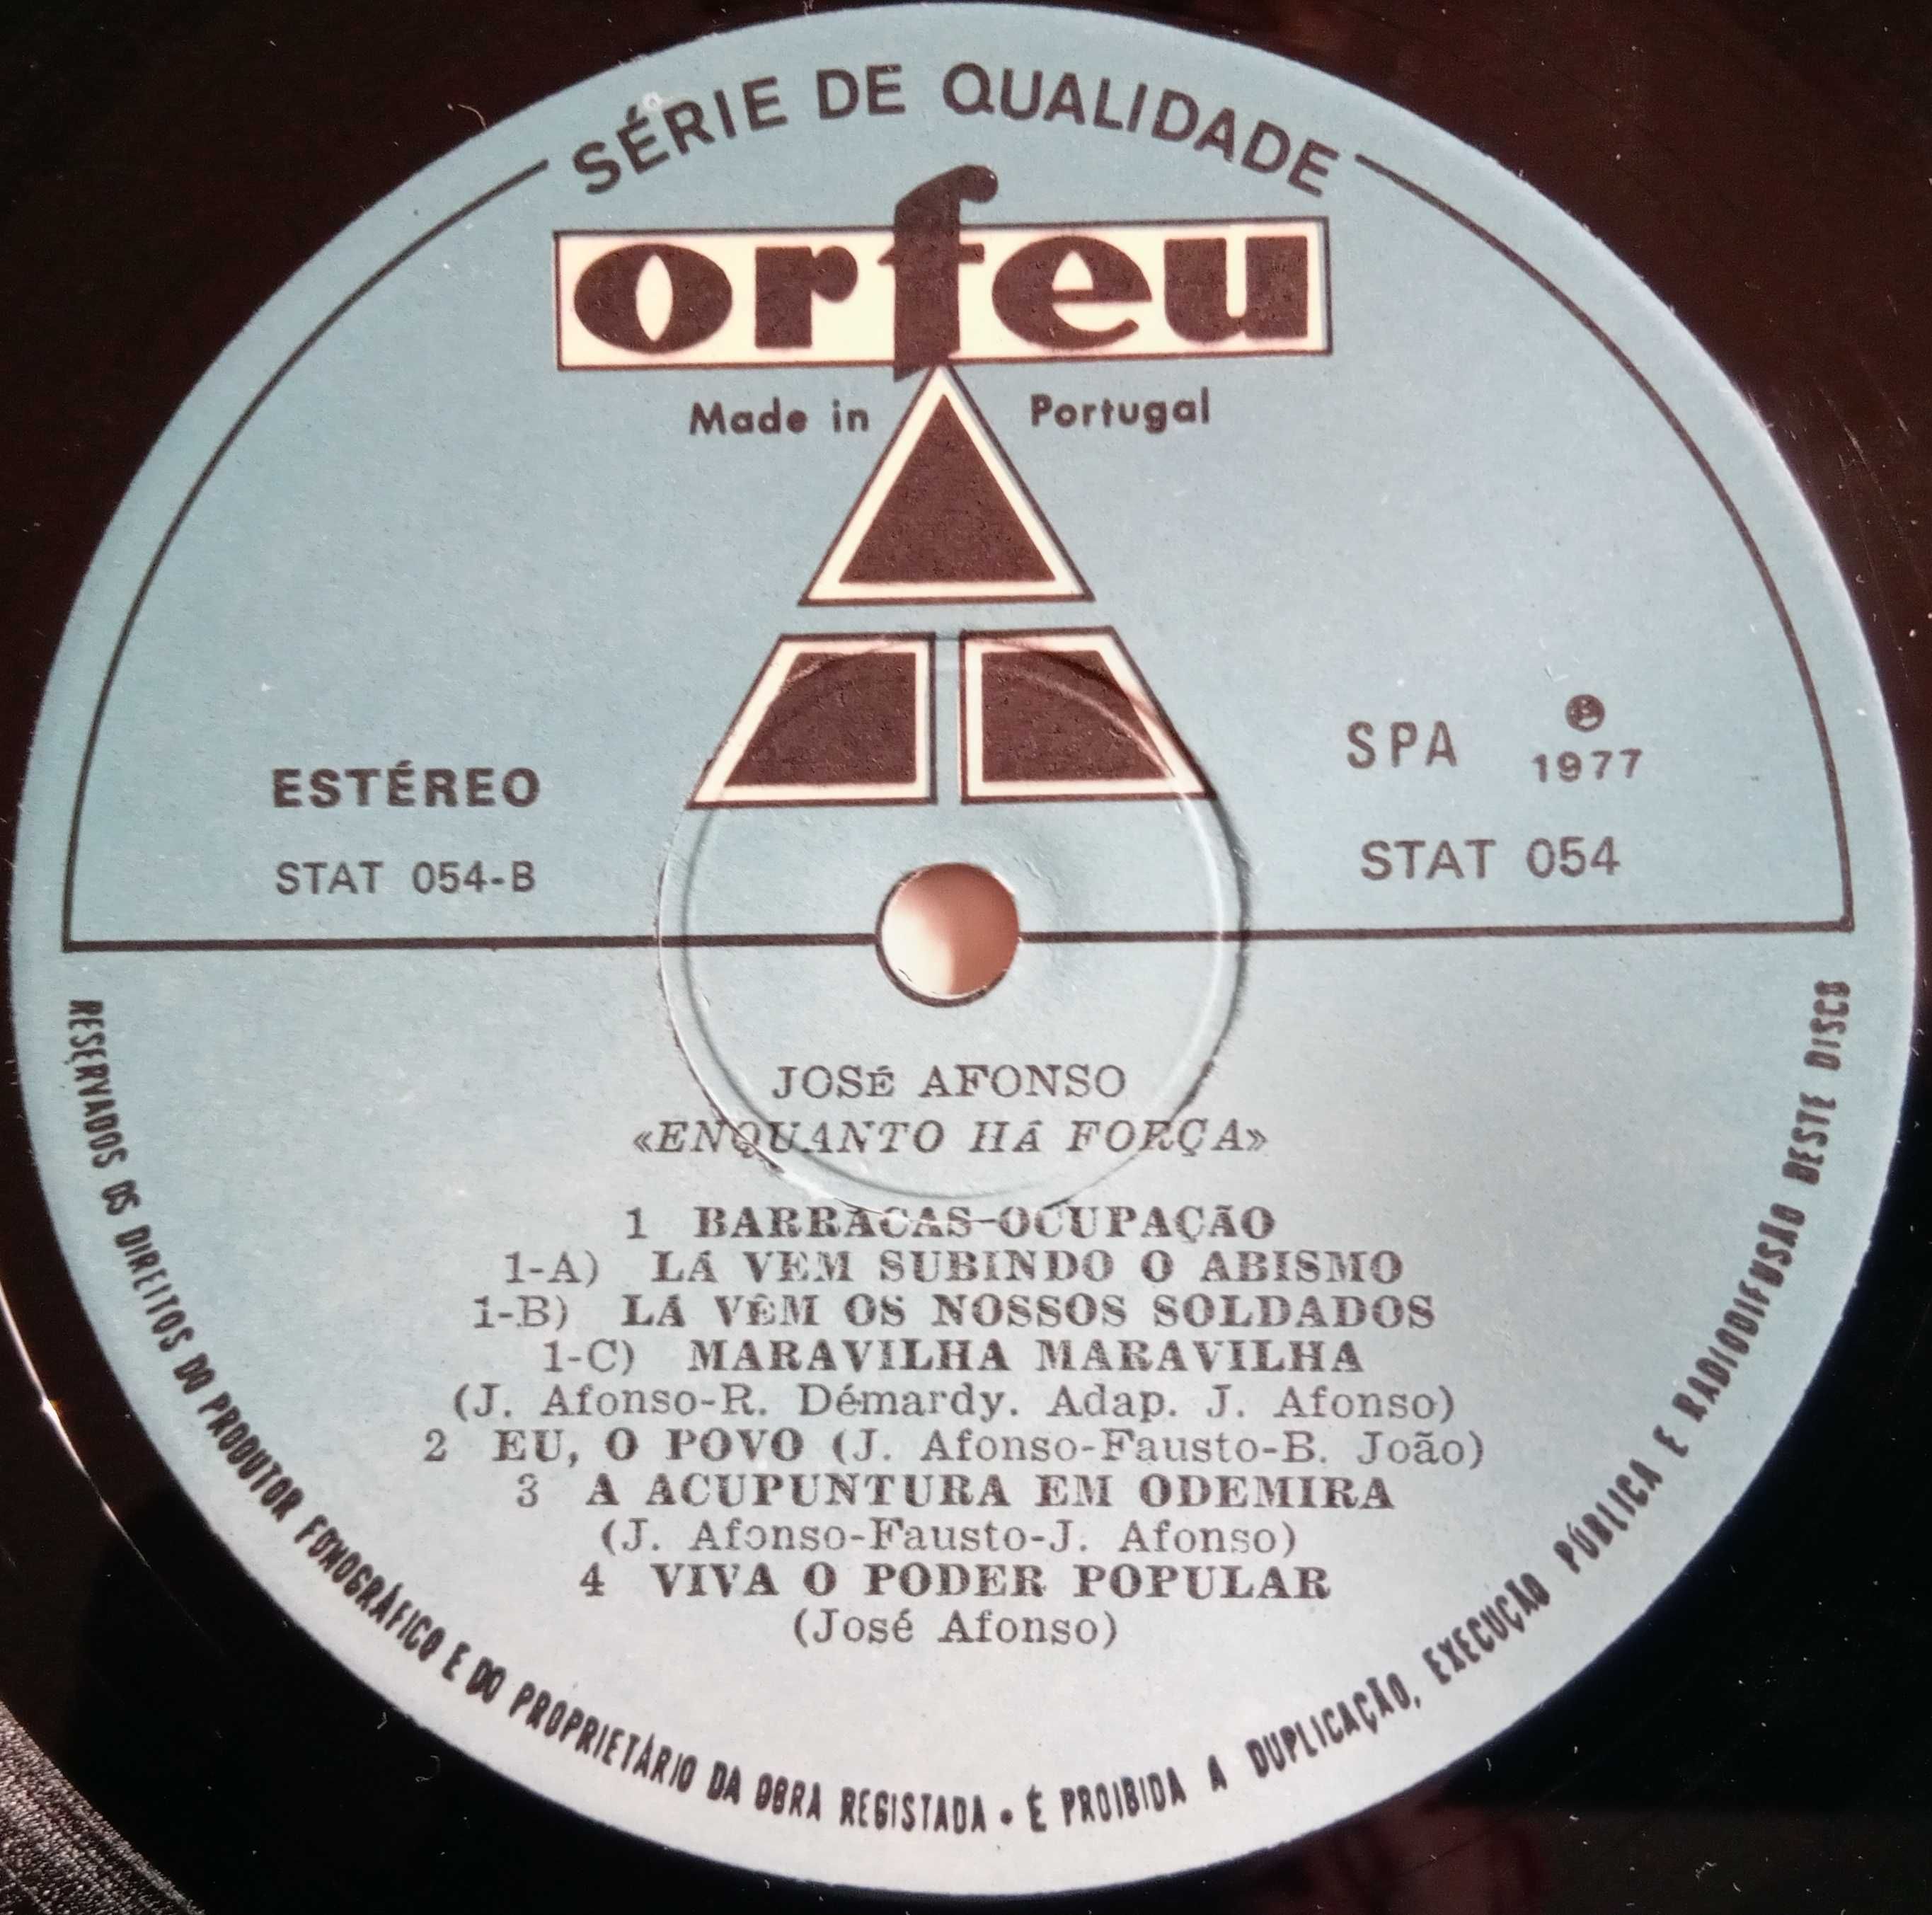 SÉRIE DE QUALIDADE
orfeu
Made in Portugal
ESTÉREO
STAT 054-B
SPA
Ⓟ
1977
STAT 054
JOSÉ AFONSO
«ENQUANTO HÁ FORÇA»
1 BARRACAS-OCUPAÇÃO
1-A) LÁ VEM SUBINDO O ABISMO
1-B) LÁ VÊM OS NOSSOS SOLDADOS
1-C) MARAVILHA MARAVILHA
(J. Afonso-R. Démardy. Adap. J. Afonso)
2 EU, O POVO (J. Afonso-Fausto-B. João)
3 A ACUPUNTURA EM ODEMIRA
(J. Afonso-Fausto-J. Afonso)
4 VIVA O PODER POPULAR
(José Afonso)
RESERVADOS OS DIREITOS DO PRODUTOR FONOGRÁFICO E DO PROPRIETÁRIO DA OBRA REGISTADA • É PROIBIDA A DUPLICAÇÃO, EXECUÇÃO PÚBLICA E RADIODIFUSÃO DESTE DISCO